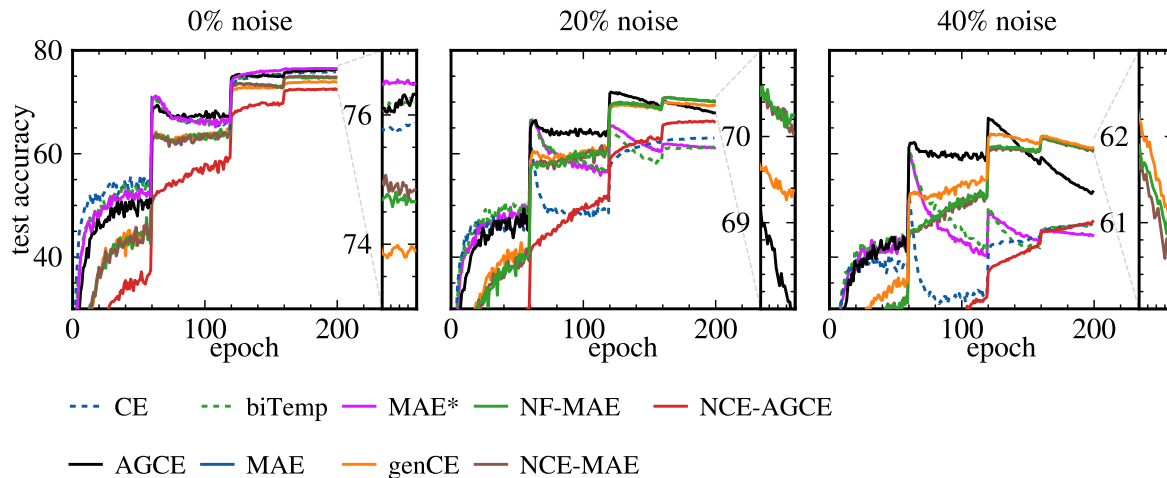 0% noise 20% noise 40% noise
80
60
40
test accuracy
76
74
70
69
62
61
0 100 200 0 100 200 0 100 200
epoch epoch epoch
CE biTemp MAE* NF-MAE NCE-AGCE
AGCE MAE genCE NCE-MAE